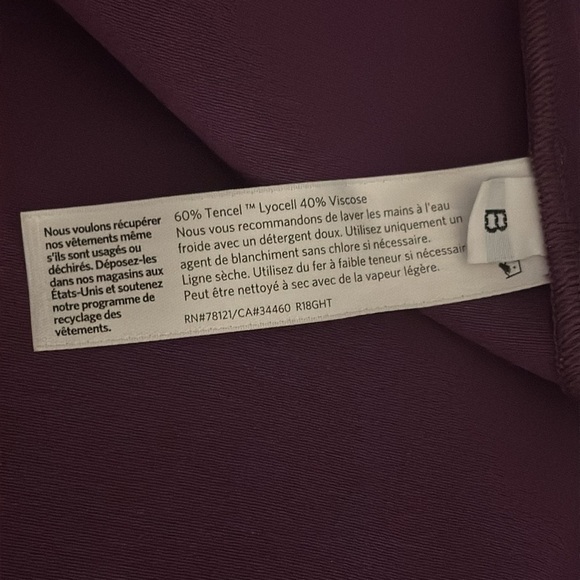 Nous voulons récupérer
nos vêtements même
s'ils sont usagés ou
déchirés. Déposez-les
dans nos magasins aux
États-Unis et soutenez
notre programme de
recyclage des
vêtements.
60% Tencel ™ Lyocell 40% Viscose
Nous vous recommandons de laver les mains à l'eau
froide avec un détergent doux. Utilisez uniquement un
agent de blanchiment sans chlore si nécessaire.
Ligne sèche. Utilisez du fer à faible teneur si nécessair
Peut être nettoyé à sec avec de la vapeur légère.
RN#78121/CA#34460 R18GHT